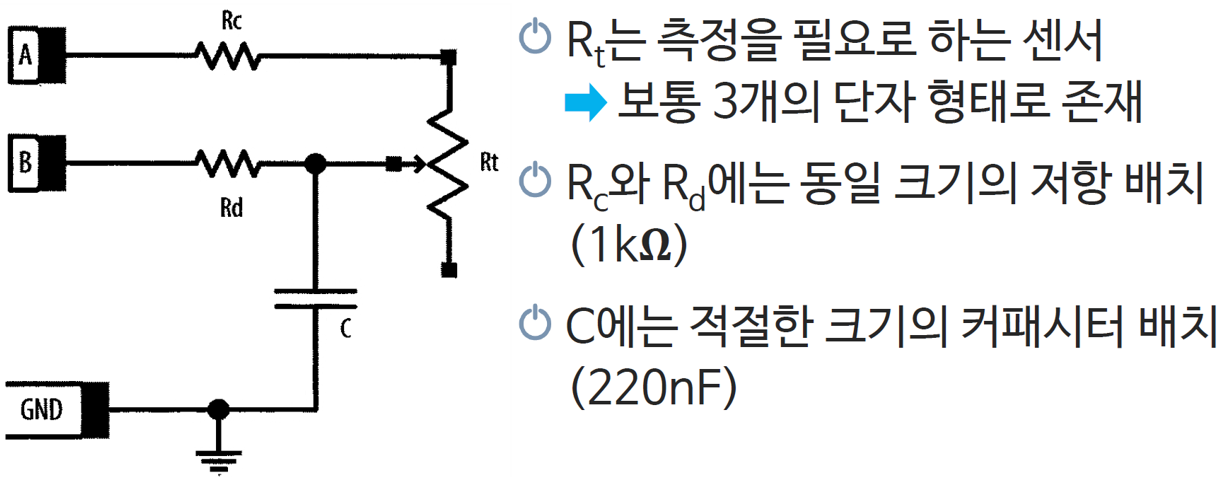 Rc
A
B
Rd
Rt
C
GND
Rt는 측정을 필요로 하는 센서
보통 3개의 단자 형태로 존재
Rc와 Rd에는 동일 크기의 저항 배치
(1kΩ)
C에는 적절한 크기의 커패시터 배치
(220nF)